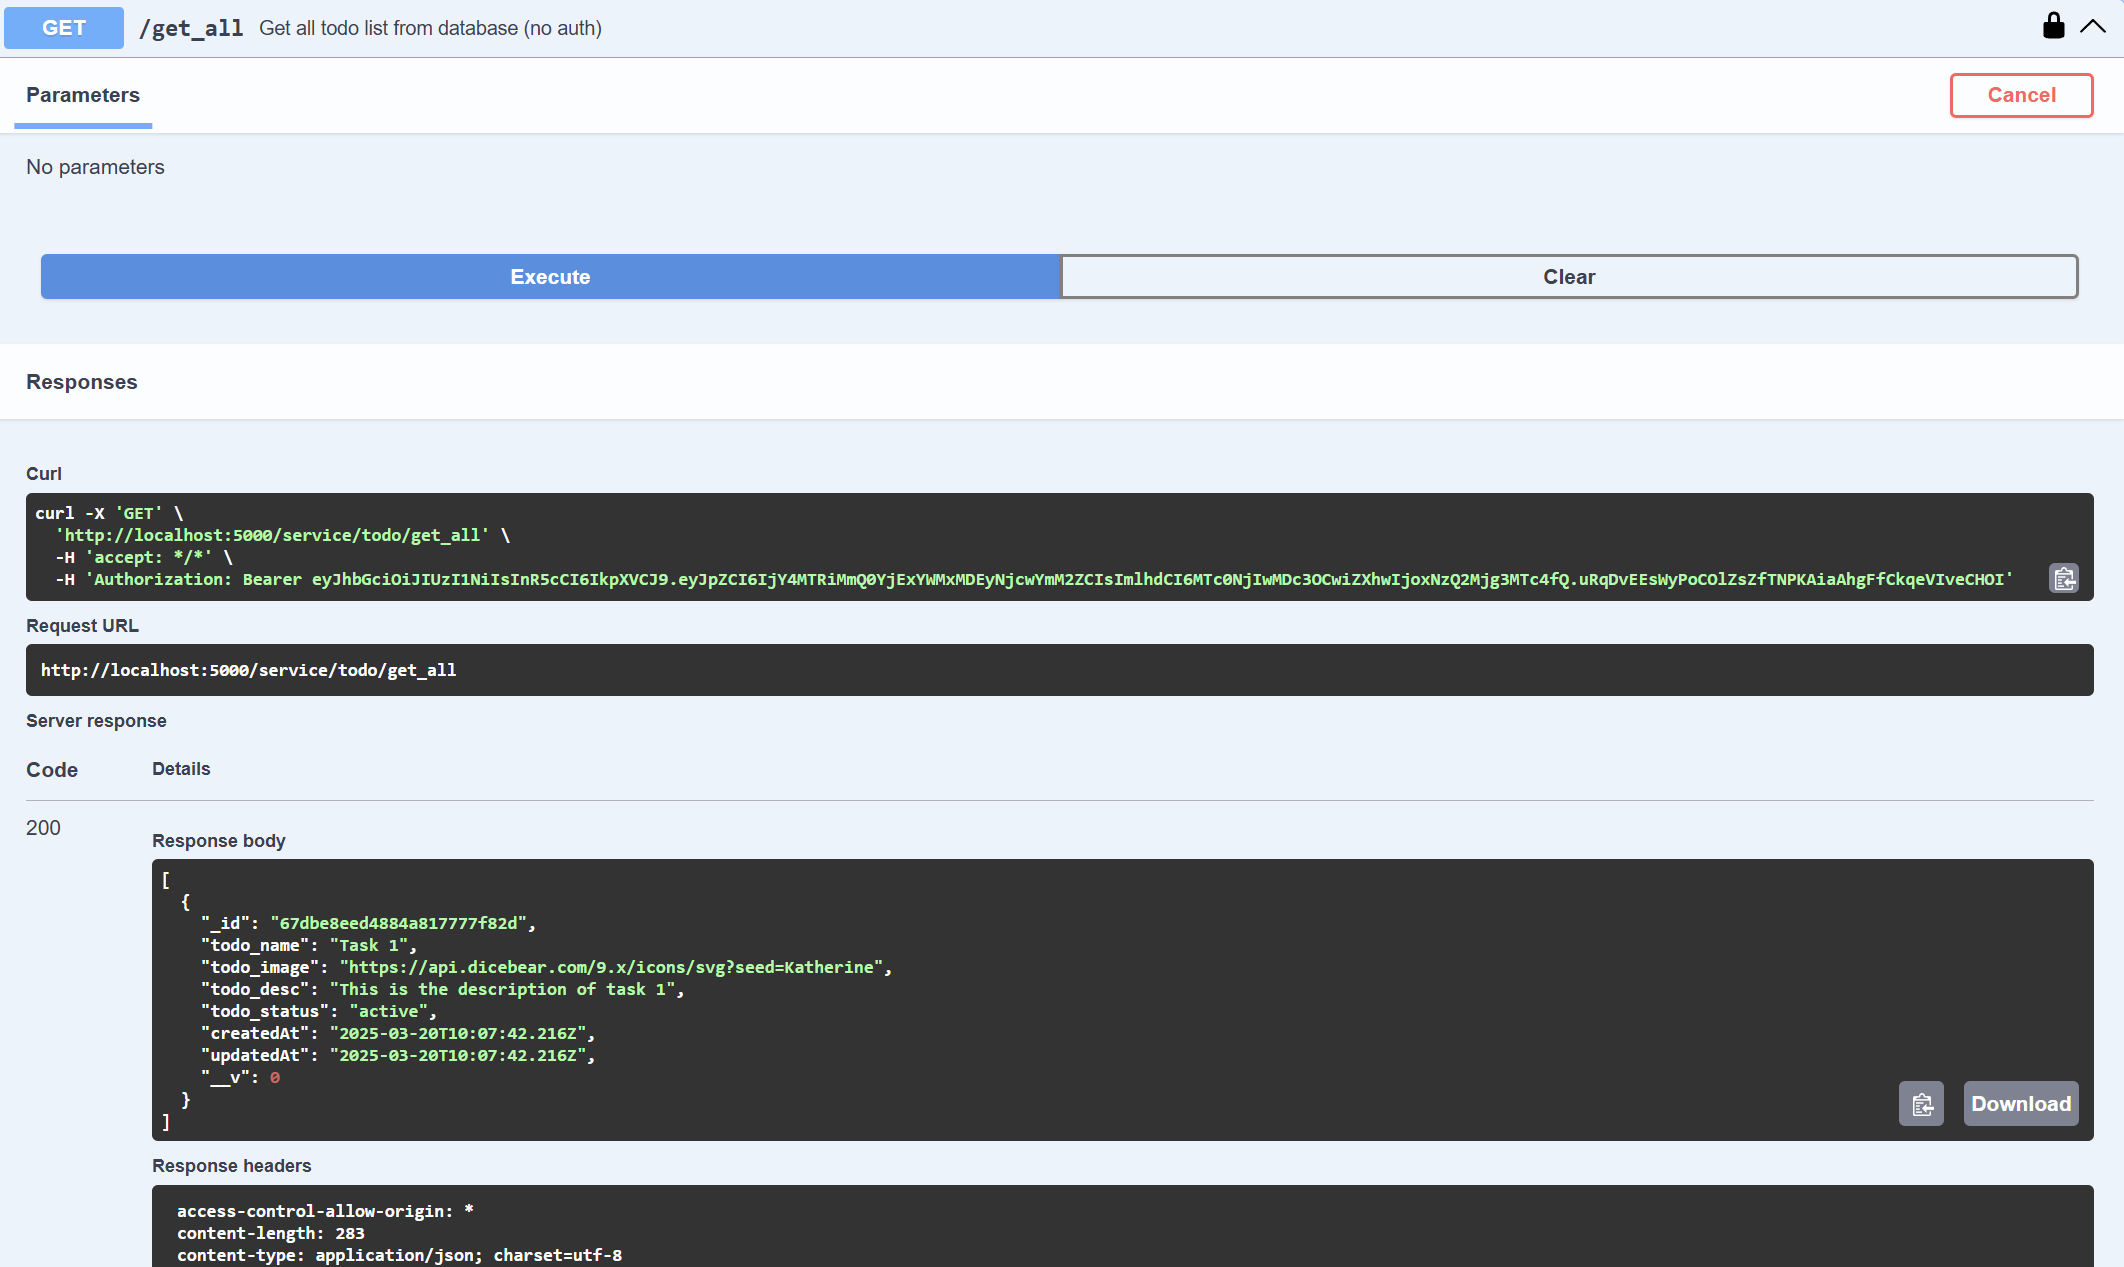 GET /get_all Get all todo list from database (no auth)
Parameters
Cancel
No parameters
Execute
Clear
Responses
Curl
curl -X 'GET' \
'http://localhost:5000/service/todo/get_all' \
-H 'accept: */*' \
-H 'Authorization: Bearer eyJhbGciOiJIUzI1NiIsInR5cCI6IkpXVCJ9.eyJpZCI6IjY4MTRiMmQ0YjExYWMxMDEyNjcwYmM2ZCIsImlhdCI6MTc0NjIwMDc3OCwiZXhwIjoxNzQ2Mjg3MTc4fQ.uRqDvEEsWyPoCOlZsZfTNPKAiaAhgFfCkqeVIveCHOI'
Request URL
http://localhost:5000/service/todo/get_all
Server response
Code Details
200
Response body
[
{
"_id": "67dbe8eed4884a817777f82d",
"todo_name": "Task 1",
"todo_image": "https://api.dicebear.com/9.x/icons/svg?seed=Katherine",
"todo_desc": "This is the description of task 1",
"todo_status": "active",
"createdAt": "2025-03-20T10:07:42.216Z",
"updatedAt": "2025-03-20T10:07:42.216Z",
"__v": 0
}
]
Download
Response headers
access-control-allow-origin: *
content-length: 283
content-type: application/json; charset=utf-8